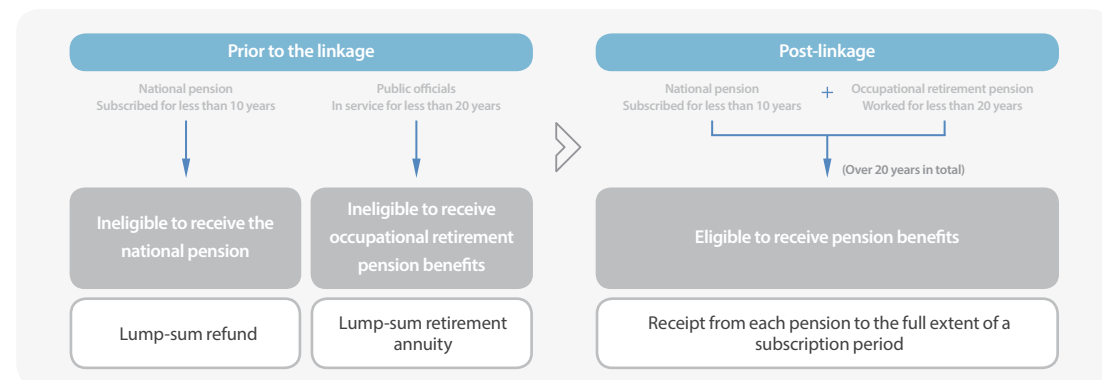 Prior to the linkage
National pension
Subscribed for less than 10 years
Public officials
In service for less than 20 years
Ineligible to receive the
national pension
Ineligible to receive
occupational retirement
pension benefits
Lump-sum refund
Lump-sum retirement
annuity
Post-linkage
National pension
Subscribed for less than 10 years
+
Occupational retirement pension
Worked for less than 20 years
(Over 20 years in total)
Eligible to receive pension benefits
Receipt from each pension to the full extent of a
subscription period